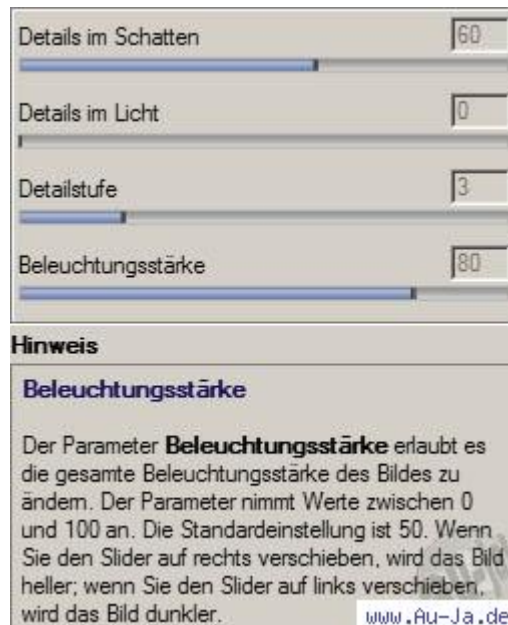 Details im Schatten 60
Details im Licht 0
Detailstufe 3
Beleuchtungsstärke 80
Hinweis
Beleuchtungsstärke
Der Parameter Beleuchtungsstärke erlaubt es
die gesamte Beleuchtungsstärke des Bildes zu
ändern. Der Parameter nimmt Werte zwischen 0
und 100 an. Die Standardeinstellung ist 50. Wenn
Sie den Slider auf rechts verschieben, wird das Bild
heller; wenn Sie den Slider auf links verschieben,
wird das Bild dunkler.
www.Au-Ja.de